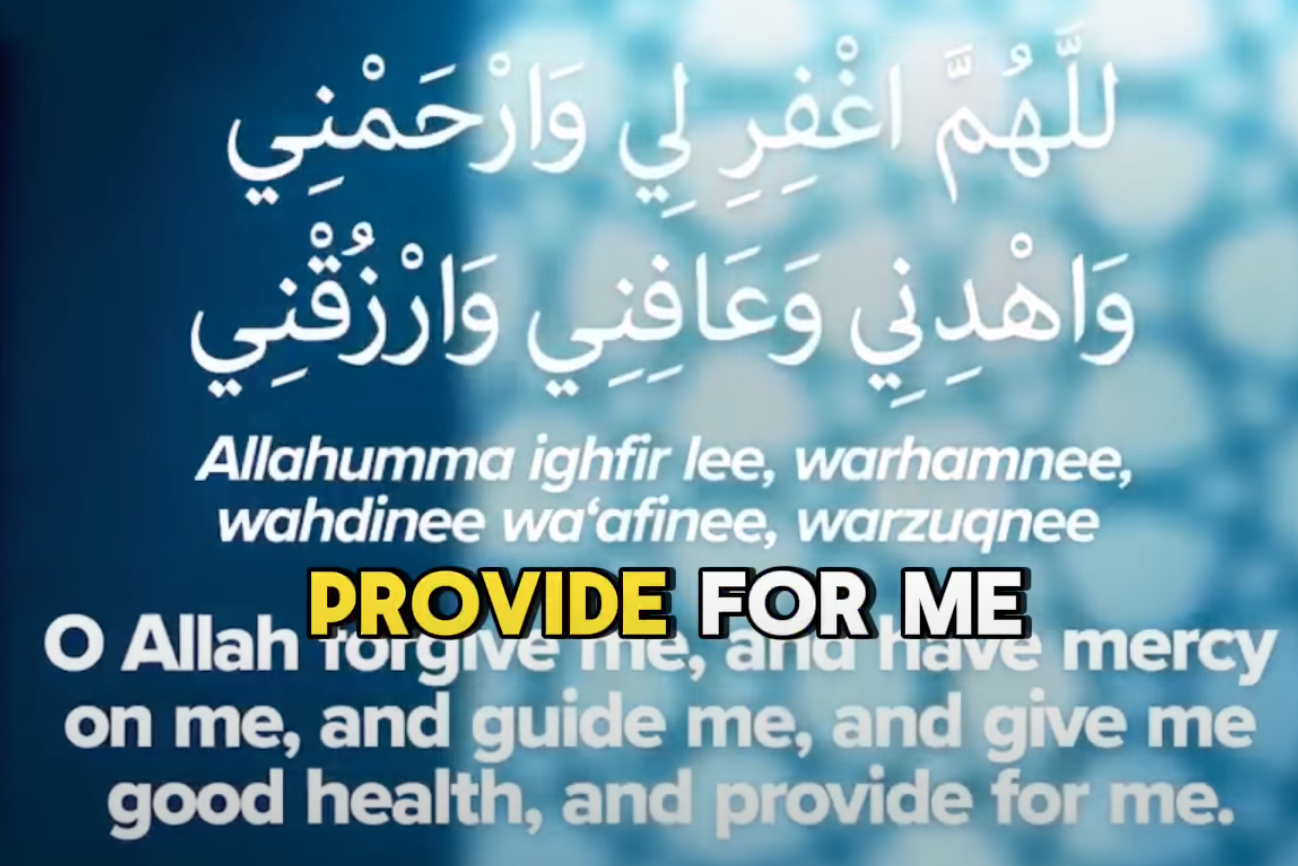 للَّهُمَّ اغْفِرِ لِي وَارْحَمْنِي
وَاهْدِنِي وَعَافِنِي وَارْزُقْنِي
Allahumma ighfir lee, warhamnee,
wahdinee wa‘afinee, warzuqnee
PROVIDE FOR ME
O Allah forgive me, and have mercy
on me, and guide me, and give me
good health, and provide for me.